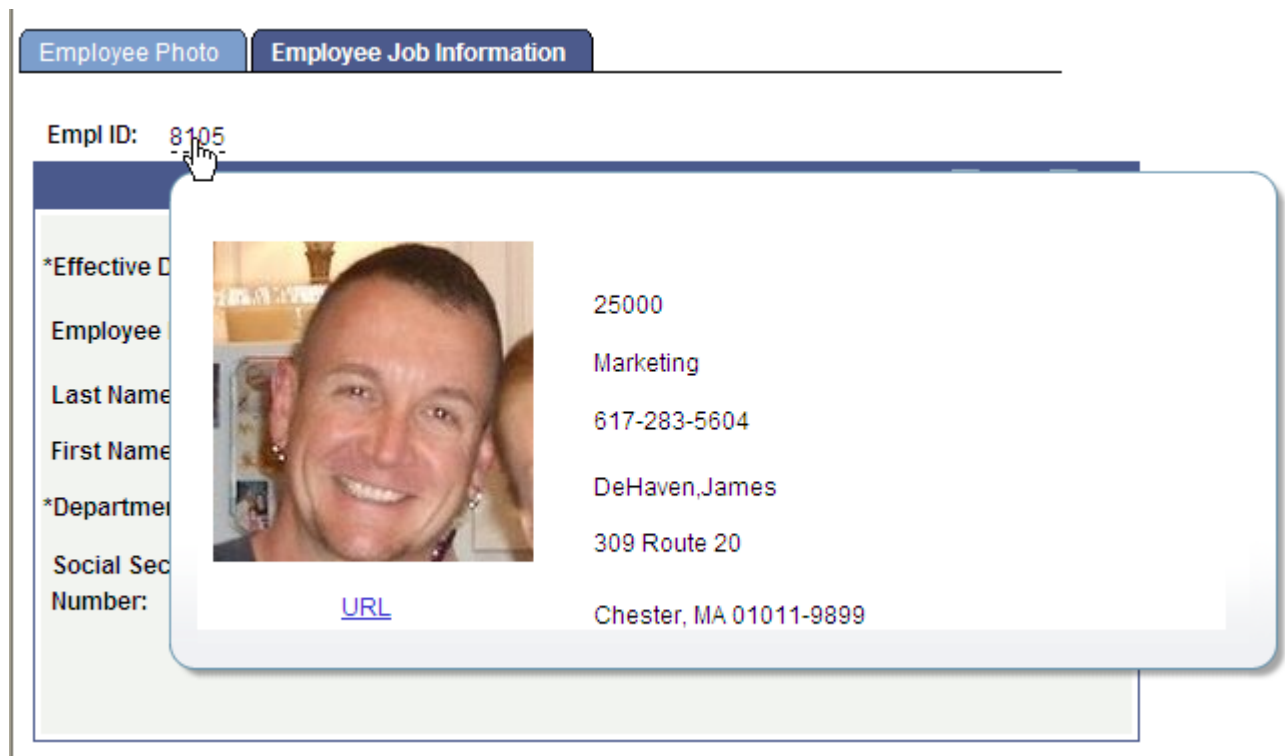 Employee Photo
Employee Job Information
Empl ID: 8105
*Effective D
Employee
Last Name
First Name
*Departme
Social Sec
Number:
25000
Marketing
617-283-5604
DeHaven,James
309 Route 20
Chester, MA 01011-9899
URL